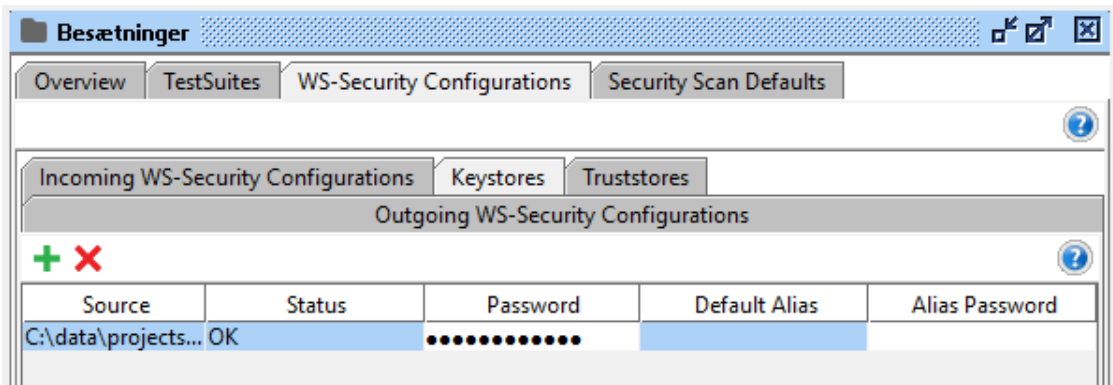 Besætninger
Overview TestSuites WS-Security Configurations Security Scan Defaults
Incoming WS-Security Configurations Keystores Truststores
Outgoing WS-Security Configurations
Source Status Password Default Alias Alias Password
C:\data\projects... OK ●●●●●●●●●●●●